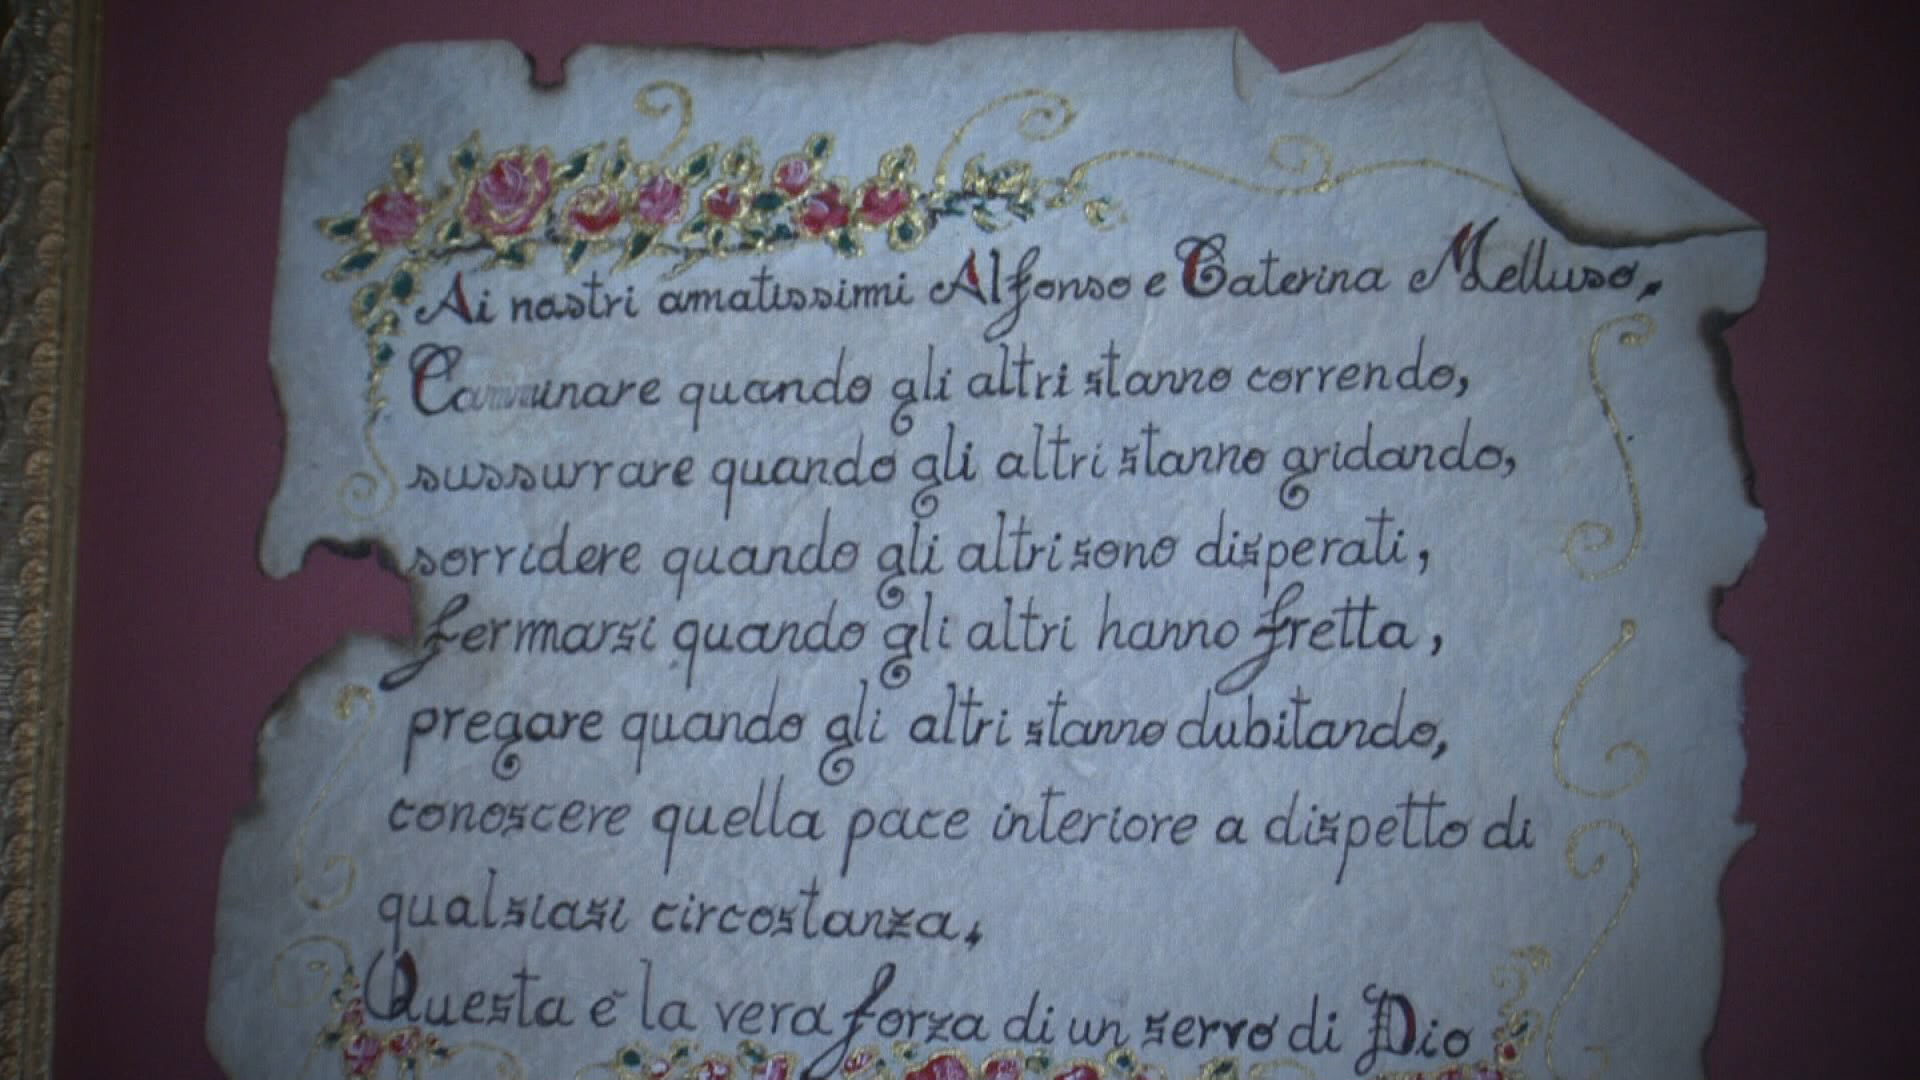 Ai nostri amatissimi Alfonso e Caterina Melluso.
Camminare quando gli altri stanno correndo,
sussurrare quando gli altri stanno gridando,
sorridere quando gli altri sono disperati,
fermarsi quando gli altri hanno fretta,
pregare quando gli altri stanno dubitando,
conoscere quella pace interiore a dispetto di
qualsiasi circostanza.
Questa è la vera forza di un servo di Dio